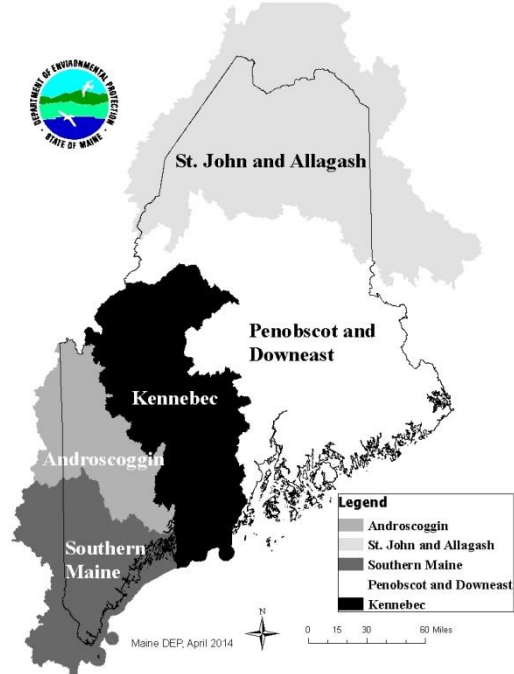 DEPARTMENT OF ENVIRONMENTAL PROTECTION
STATE OF MAINE
St. John and Allagash
Penobscot and
Downeast
Kennebec
Androscoggin
Southern
Maine
Legend
Androscoggin
St. John and Allagash
Southern Maine
Penobscot and Downeast
Kennebec
Maine DEP, April 2014
N
0 15 30 60 Miles